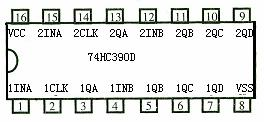 16 15 14 13 12 11 10 9
VCC 2INA 2CLK 2QA 2INB 2QB 2QC 2QD
74HC390D
1INA 1CLK 1QA 1INB 1QB 1QC 1QD VSS
1 2 3 4 5 6 7 8